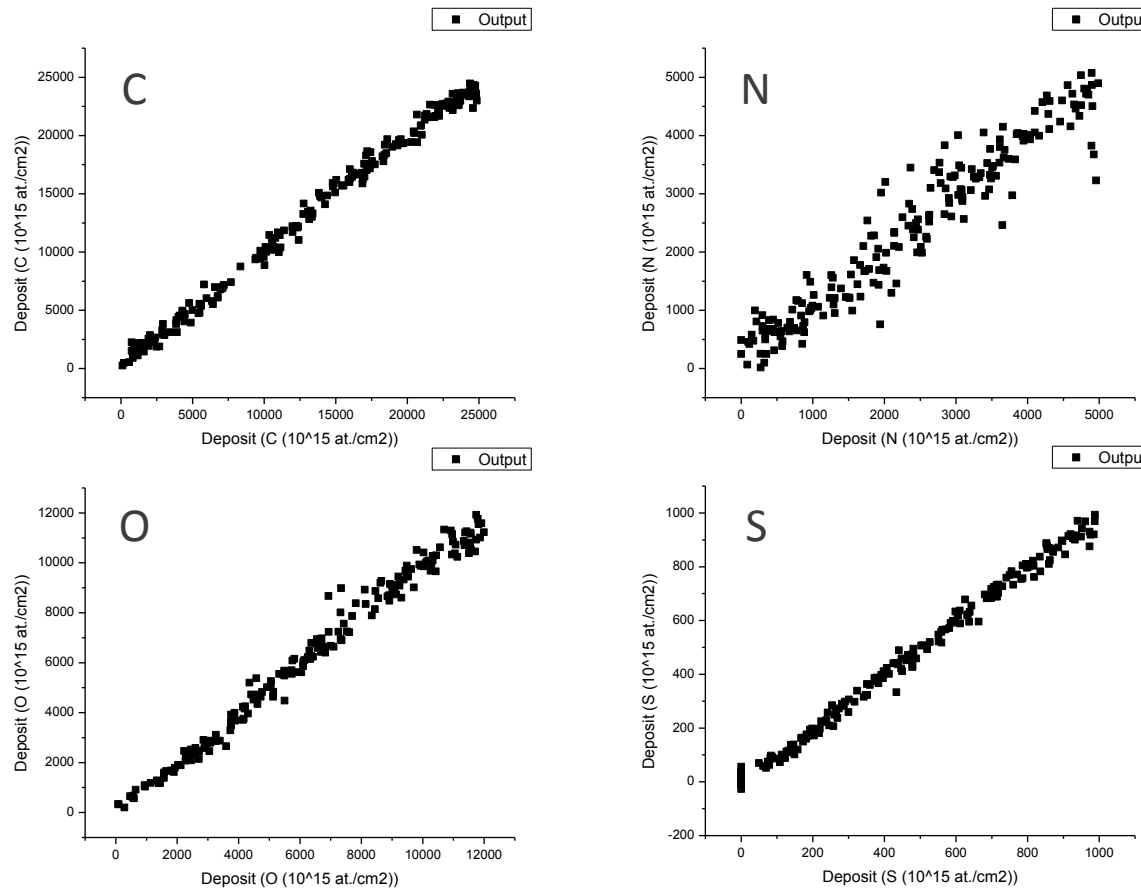 Output
C
25000
20000
15000
10000
5000
0
Deposit (C (10^15 at./cm2))
0 5000 10000 15000 20000 25000
Deposit (C (10^15 at./cm2))
Outpu
N
5000
4000
3000
2000
1000
0
Deposit (N (10^15 at./cm2))
0 1000 2000 3000 4000 5000
Deposit (N (10^15 at./cm2))
Output
O
12000
10000
8000
6000
4000
2000
0
Deposit (O (10^15 at./cm2))
0 2000 4000 6000 8000 10000 12000
Deposit (O (10^15 at./cm2))
Outpu
S
1000
800
600
400
200
0
-200
Deposit (S (10^15 at./cm2))
0 200 400 600 800 1000
Deposit (S (10^15 at./cm2))